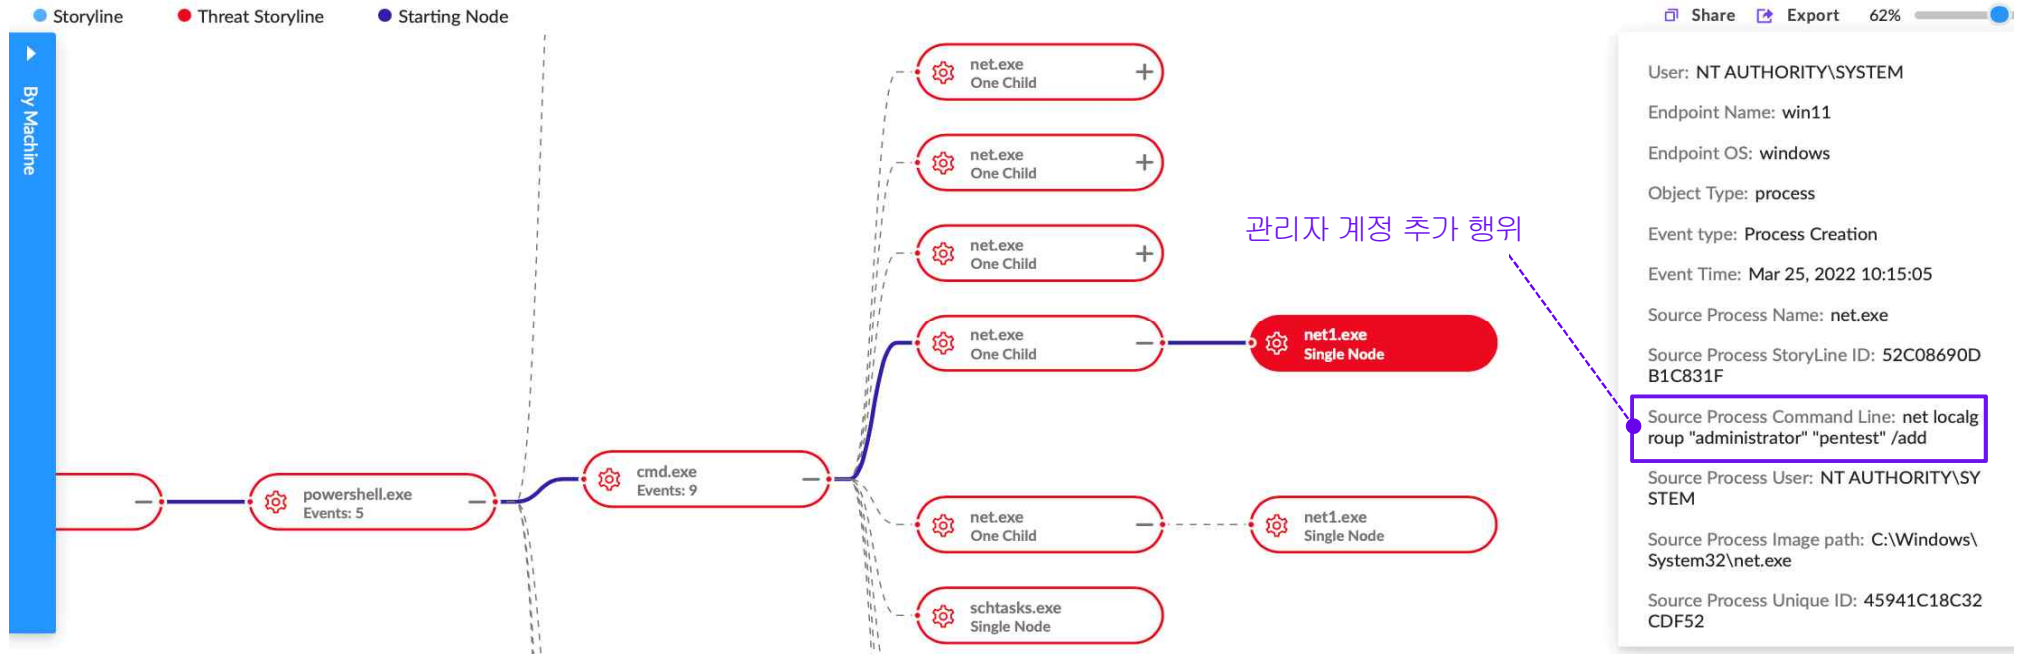 Storyline
Threat Storyline
Starting Node
Share
Export
62%
By Machine
powershell.exe
Events: 5
cmd.exe
Events: 9
net.exe
One Child
net.exe
One Child
net.exe
One Child
net.exe
One Child
net1.exe
Single Node
net.exe
One Child
net1.exe
Single Node
schtasks.exe
Single Node
관리자 계정 추가 행위
User: NT AUTHORITY\SYSTEM
Endpoint Name: win11
Endpoint OS: windows
Object Type: process
Event type: Process Creation
Event Time: Mar 25, 2022 10:15:05
Source Process Name: net.exe
Source Process StoryLine ID: 52C08690D
B1C831F
Source Process Command Line: net localg
roup "administrator" "pentest" /add
Source Process User: NT AUTHORITY\SY
STEM
Source Process Image path: C:\Windows\
System32\net.exe
Source Process Unique ID: 45941C18C32
CDF52